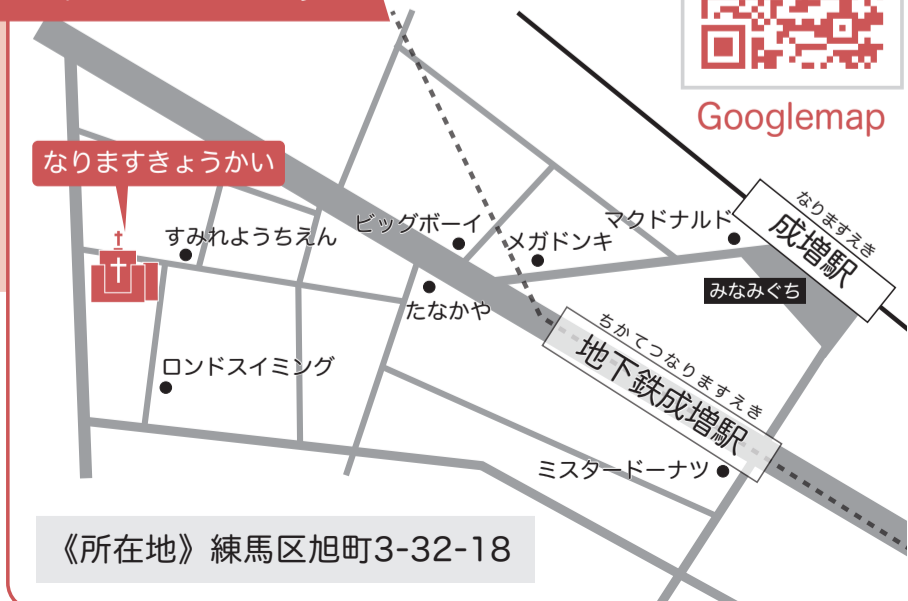 Googlemap
なりますえき
成増駅
なりますきょうかい
すみれようちえん
ビッグボーイ
メガドンキ
マクドナルド
みなみぐち
たなかや
ちかてつなりますえき
地下鉄成増駅
ロンドスイミング
ミスタードーナツ
《所在地》練馬区旭町3-32-18